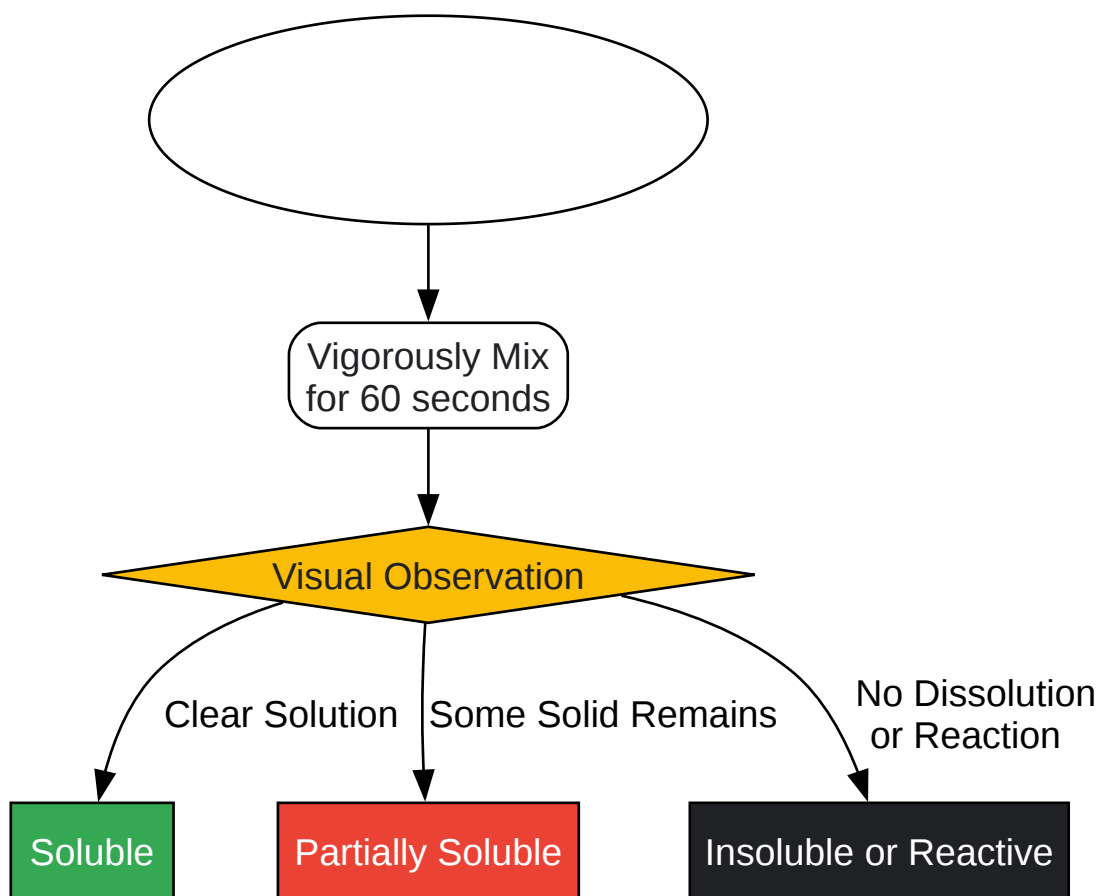 Vigorously Mix
for 60 seconds
Visual Observation
Clear Solution
Some Solid Remains
No Dissolution
or Reaction
Soluble
Partially Soluble
Insoluble or Reactive